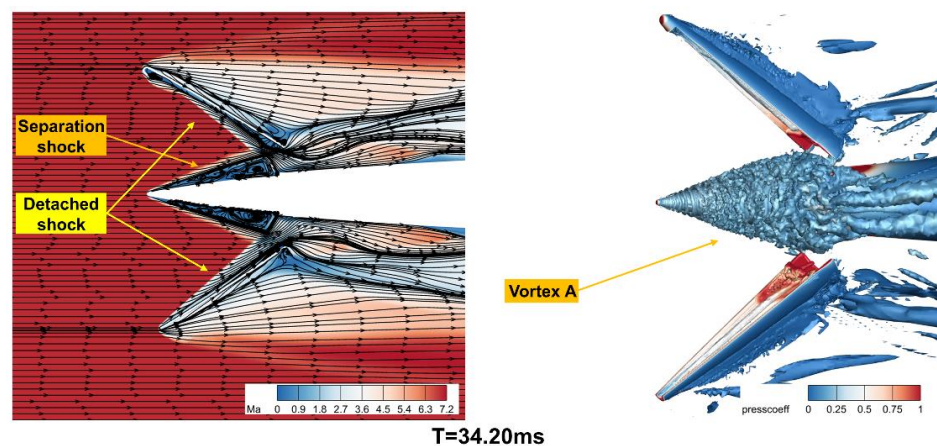 Separation
shock
Detached
shock
Ma 0 0.9 1.8 2.7 3.6 4.5 5.4 6.3 7.2
Vortex A
presscoeff 0 0.25 0.5 0.75 1
T=34.20ms